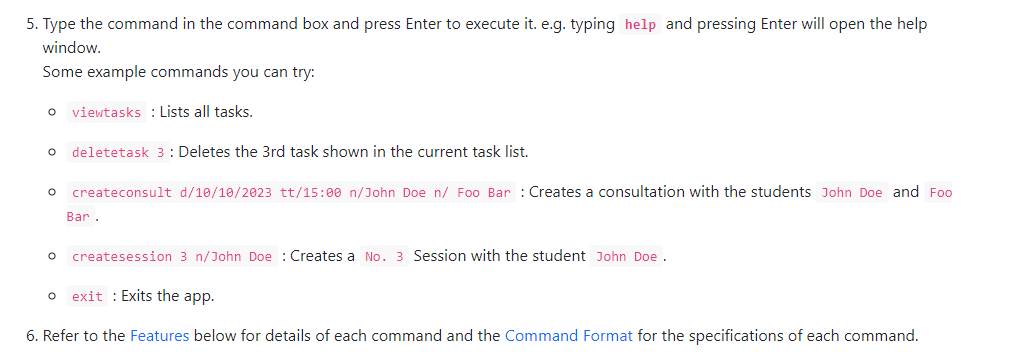 5. Type the command in the command box and press Enter to execute it. e.g. typing help and pressing Enter will open the help
window.
Some example commands you can try:
viewtasks : Lists all tasks.
deletetask 3 : Deletes the 3rd task shown in the current task list.
createconsult d/10/10/2023 tt/15:00 n/John Doe n/ Foo Bar : Creates a consultation with the students John Doe and Foo
Bar .
createsession 3 n/John Doe : Creates a No. 3 Session with the student John Doe .
exit : Exits the app.
6. Refer to the Features below for details of each command and the Command Format for the specifications of each command.